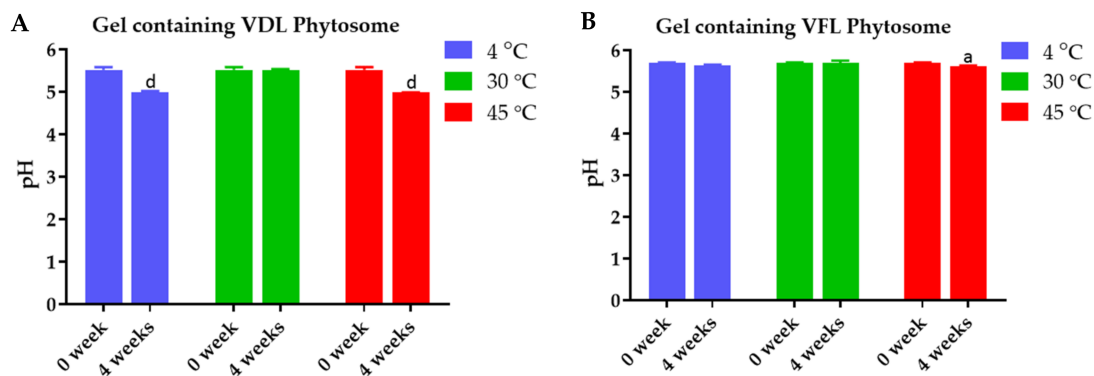 A
Gel containing VDL Phytosome
4 °C
30 °C
45 °C
pH
6
5
4
3
2
1
0
d
d
0 week
4 weeks
0 week
4 weeks
0 week
4 weeks
B
Gel containing VFL Phytosome
4 °C
30 °C
45 °C
pH
6
5
4
3
2
1
0
a
0 week
4 weeks
0 week
4 weeks
0 week
4 weeks